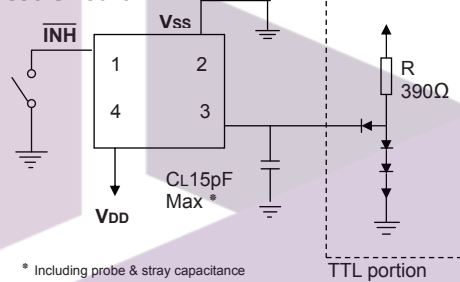 Vss
INH
1
2
4
3
R
390Ω
CL15pF
Max *
VDD
* Including probe & stray capacitance
TTL portion